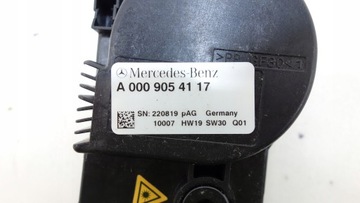 Mercedes-Benz
A 000 905 41 17
SN: 220819 pAG Germany
10007 HW19 SW30 Q01